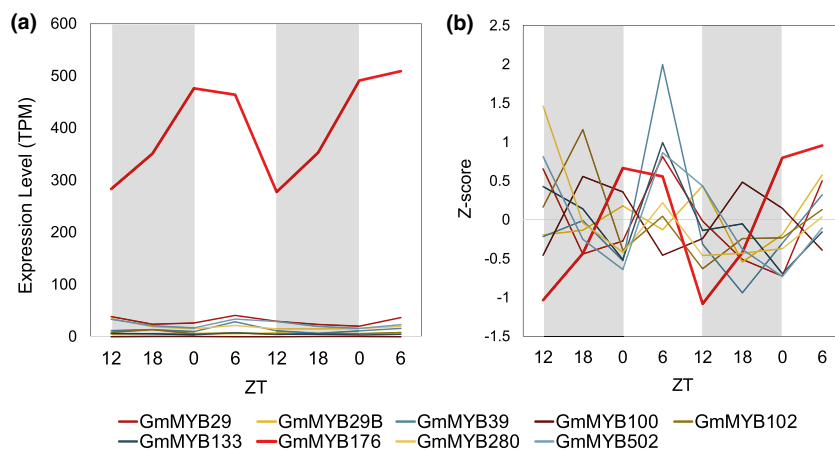 (a)
600
500
400
300
200
100
0
Expression Level (TPM)
12 18 0 6 12 18 0 6
ZT
(b)
2.5
2
1.5
1
0.5
0
-0.5
-1
-1.5
Z-score
12 18 0 6 12 18 0 6
ZT
GmMYB29 GmMYB29B GmMYB39 GmMYB100 GmMYB102
GmMYB133 GmMYB176 GmMYB280 GmMYB502